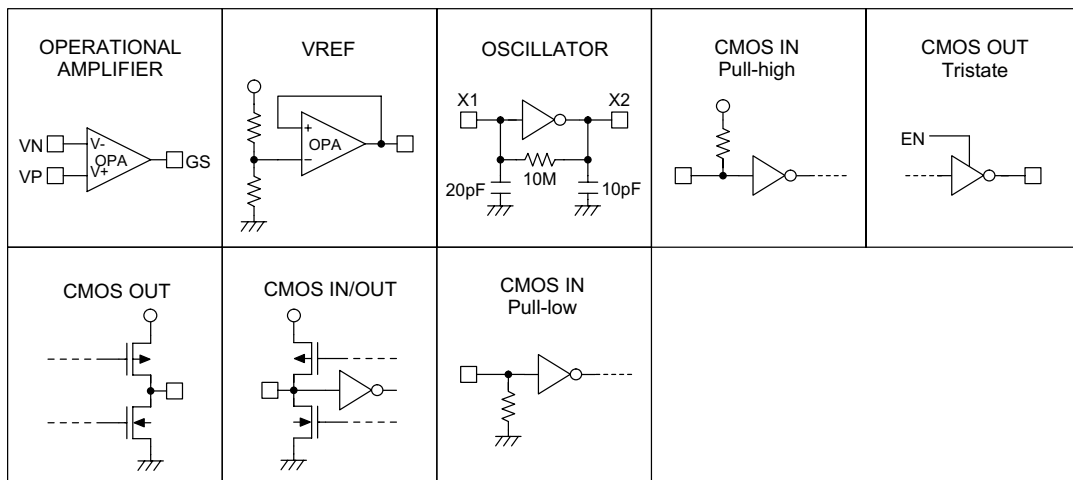 OPERATIONAL
AMPLIFIER
VN
V-
OPA
V+
VP
GS
VREF
+
OPA
−
OSCILLATOR
X1
X2
10M
20pF
10pF
CMOS IN
Pull-high
CMOS OUT
Tristate
EN
CMOS OUT
CMOS IN/OUT
CMOS IN
Pull-low